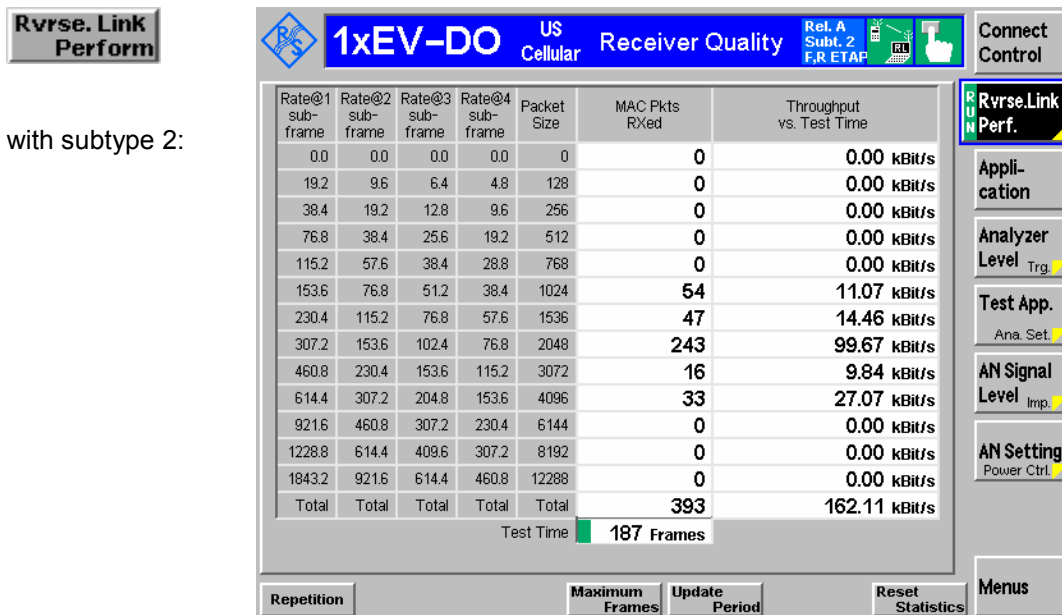 Rvrse. Link
Perform
with subtype 2:
R&S
1xEV-DO
US
Cellular
Receiver Quality
Rel. A
Subt. 2
F,R ETAP
RL
Rate@1 sub-frame Rate@2 sub-frame Rate@3 sub-frame Rate@4 sub-frame Packet Size MAC Pkts RXed Throughput vs. Test Time
0.0 0.0 0.0 0.0 0 0 0.00 kBit/s
19.2 9.6 6.4 4.8 128 0 0.00 kBit/s
38.4 19.2 12.8 9.6 256 0 0.00 kBit/s
76.8 38.4 25.6 19.2 512 0 0.00 kBit/s
115.2 57.6 38.4 28.8 768 0 0.00 kBit/s
153.6 76.8 51.2 38.4 1024 54 11.07 kBit/s
230.4 115.2 76.8 57.6 1536 47 14.46 kBit/s
307.2 153.6 102.4 76.8 2048 243 99.67 kBit/s
460.8 230.4 153.6 115.2 3072 16 9.84 kBit/s
614.4 307.2 204.8 153.6 4096 33 27.07 kBit/s
921.6 460.8 307.2 230.4 6144 0 0.00 kBit/s
1228.8 614.4 409.6 307.2 8192 0 0.00 kBit/s
1843.2 921.6 614.4 460.8 12288 0 0.00 kBit/s
Total Total Total Total Total 393 162.11 kBit/s
Test Time 187 Frames
Connect
Control
RUN
Rvrse.Link
Perf.
Appli-
cation
Analyzer
Level Trg.
Test App.
Ana. Set.
AN Signal
Level Imp.
AN Setting
Power Ctrl.
Menus
Repetition
Maximum
Frames
Update
Period
Reset
Statistics